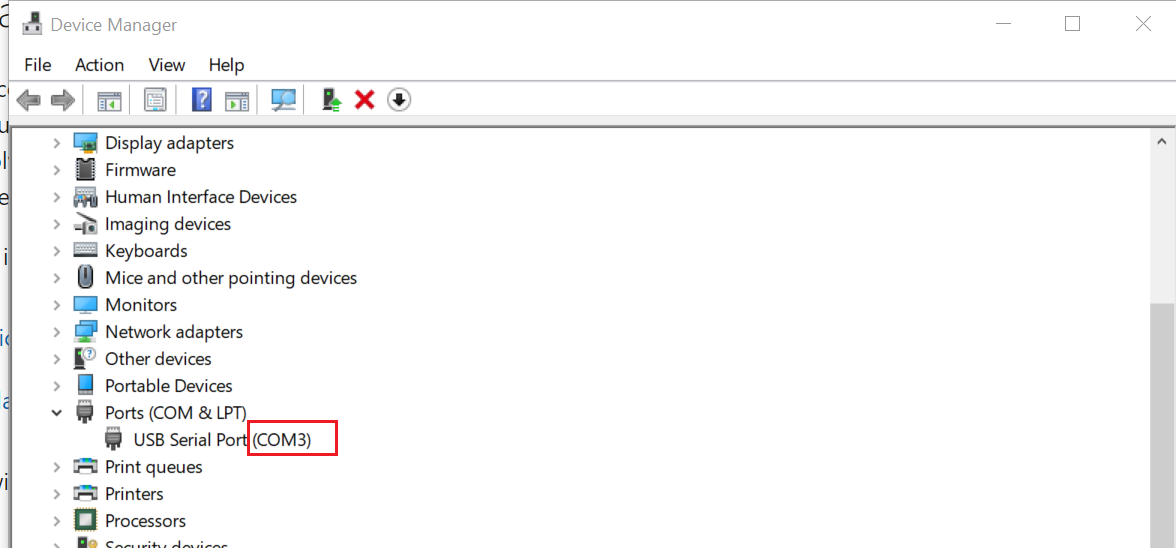 Device Manager
File Action View Help
Display adapters
Firmware
Human Interface Devices
Imaging devices
Keyboards
Mice and other pointing devices
Monitors
Network adapters
Other devices
Portable Devices
Ports (COM & LPT)
USB Serial Port (COM3)
Print queues
Printers
Processors
Security devices